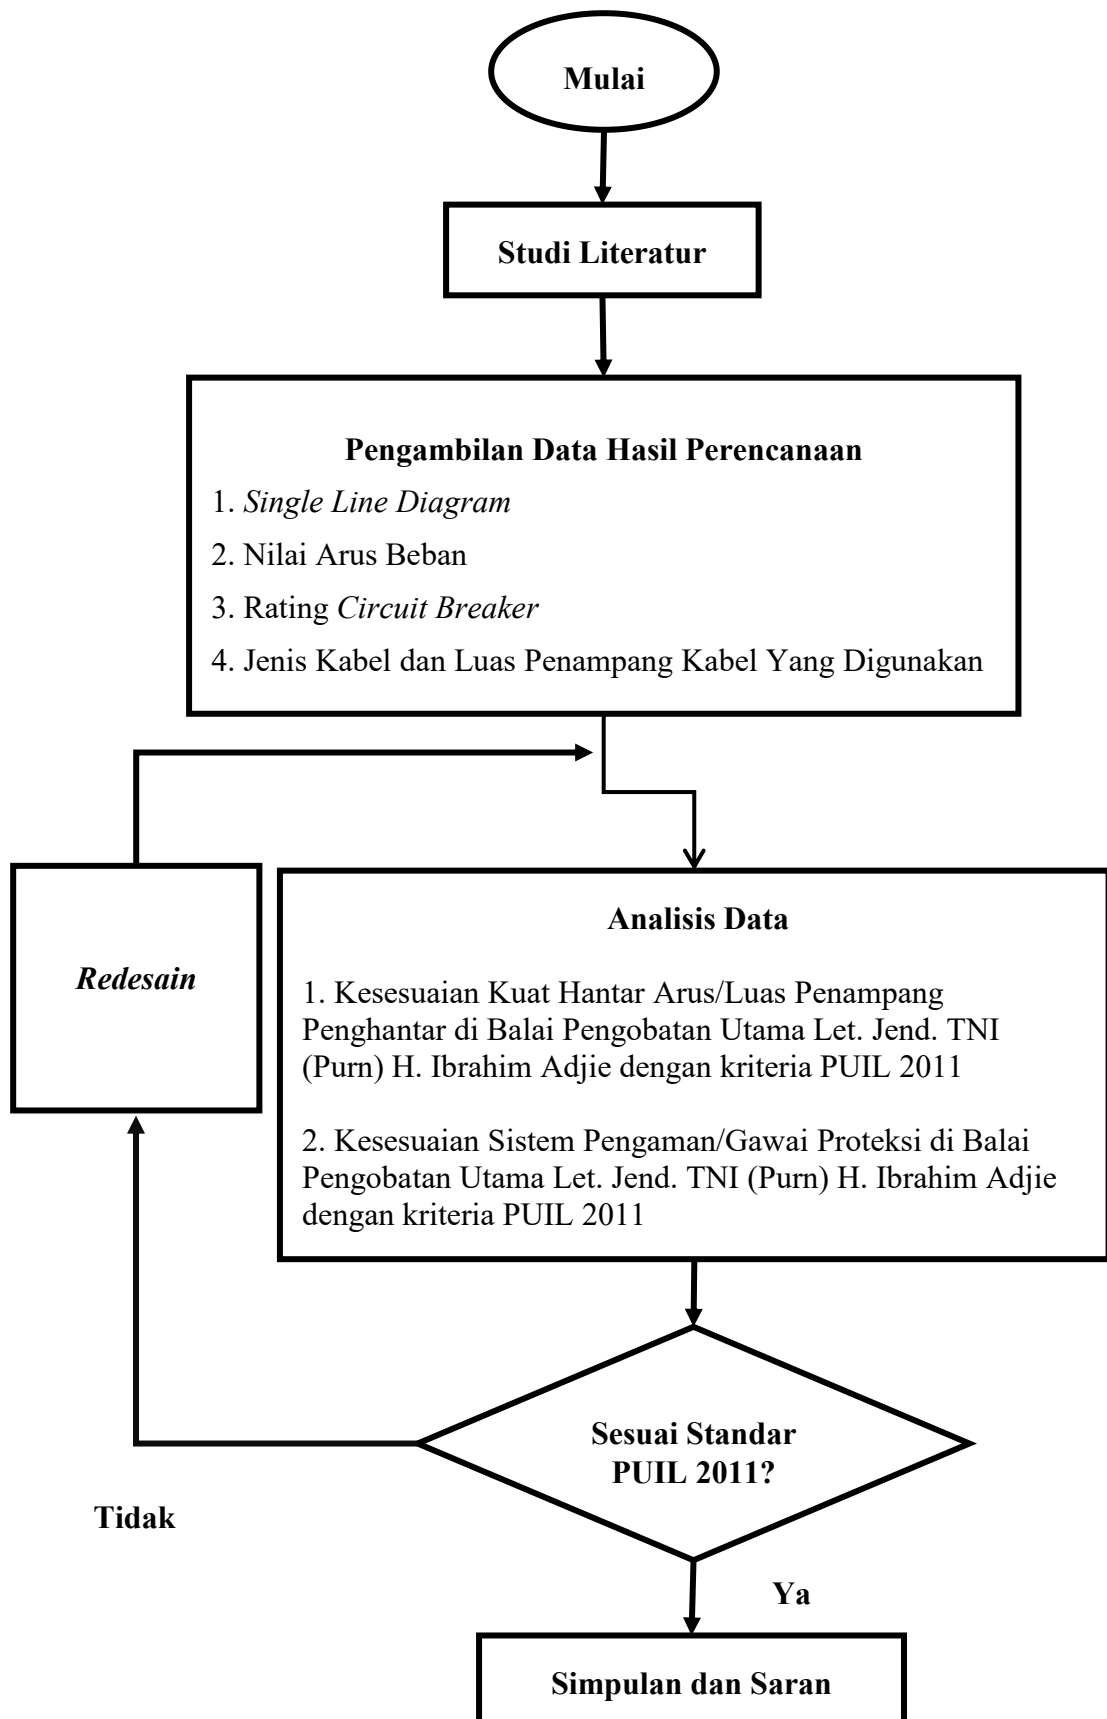 Mulai
Studi Literatur
Pengambilan Data Hasil Perencanaan
1. Single Line Diagram
2. Nilai Arus Beban
3. Rating Circuit Breaker
4. Jenis Kabel dan Luas Penampang Kabel Yang Digunakan
Redesain
Analisis Data
1. Kesesuaian Kuat Hantar Arus/Luas Penampang
Penghantar di Balai Pengobatan Utama Let. Jend. TNI
(Purn) H. Ibrahim Adjie dengan kriteria PUIL 2011
2. Kesesuaian Sistem Pengaman/Gawai Proteksi di Balai
Pengobatan Utama Let. Jend. TNI (Purn) H. Ibrahim Adjie
dengan kriteria PUIL 2011
Sesuai Standar
PUIL 2011?
Tidak
Ya
Simpulan dan Saran